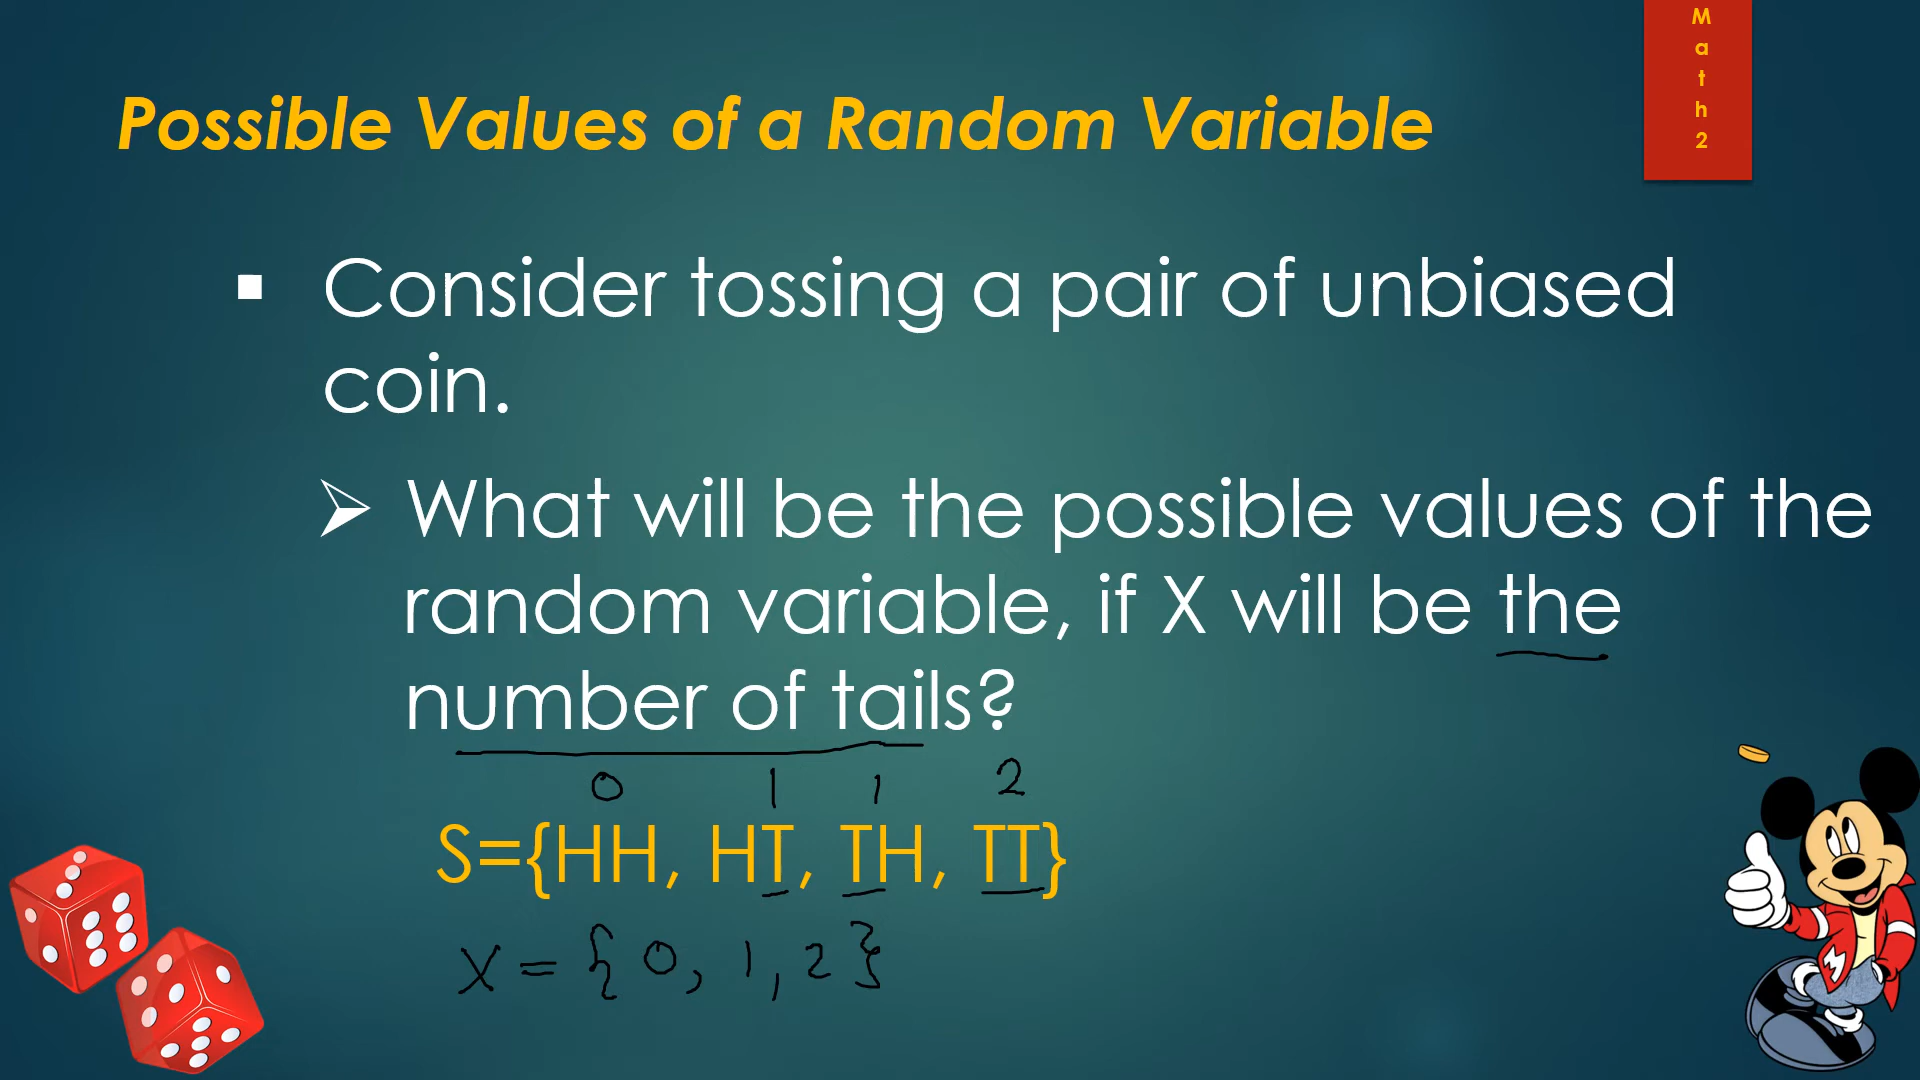 Math2
Possible Values of a Random Variable
Consider tossing a pair of unbiased
coin.
What will be the possible values of the
random variable, if X will be the
number of tails?
0 1 1 2
S={HH, HT, TH, TT}
X = {0, 1, 2}